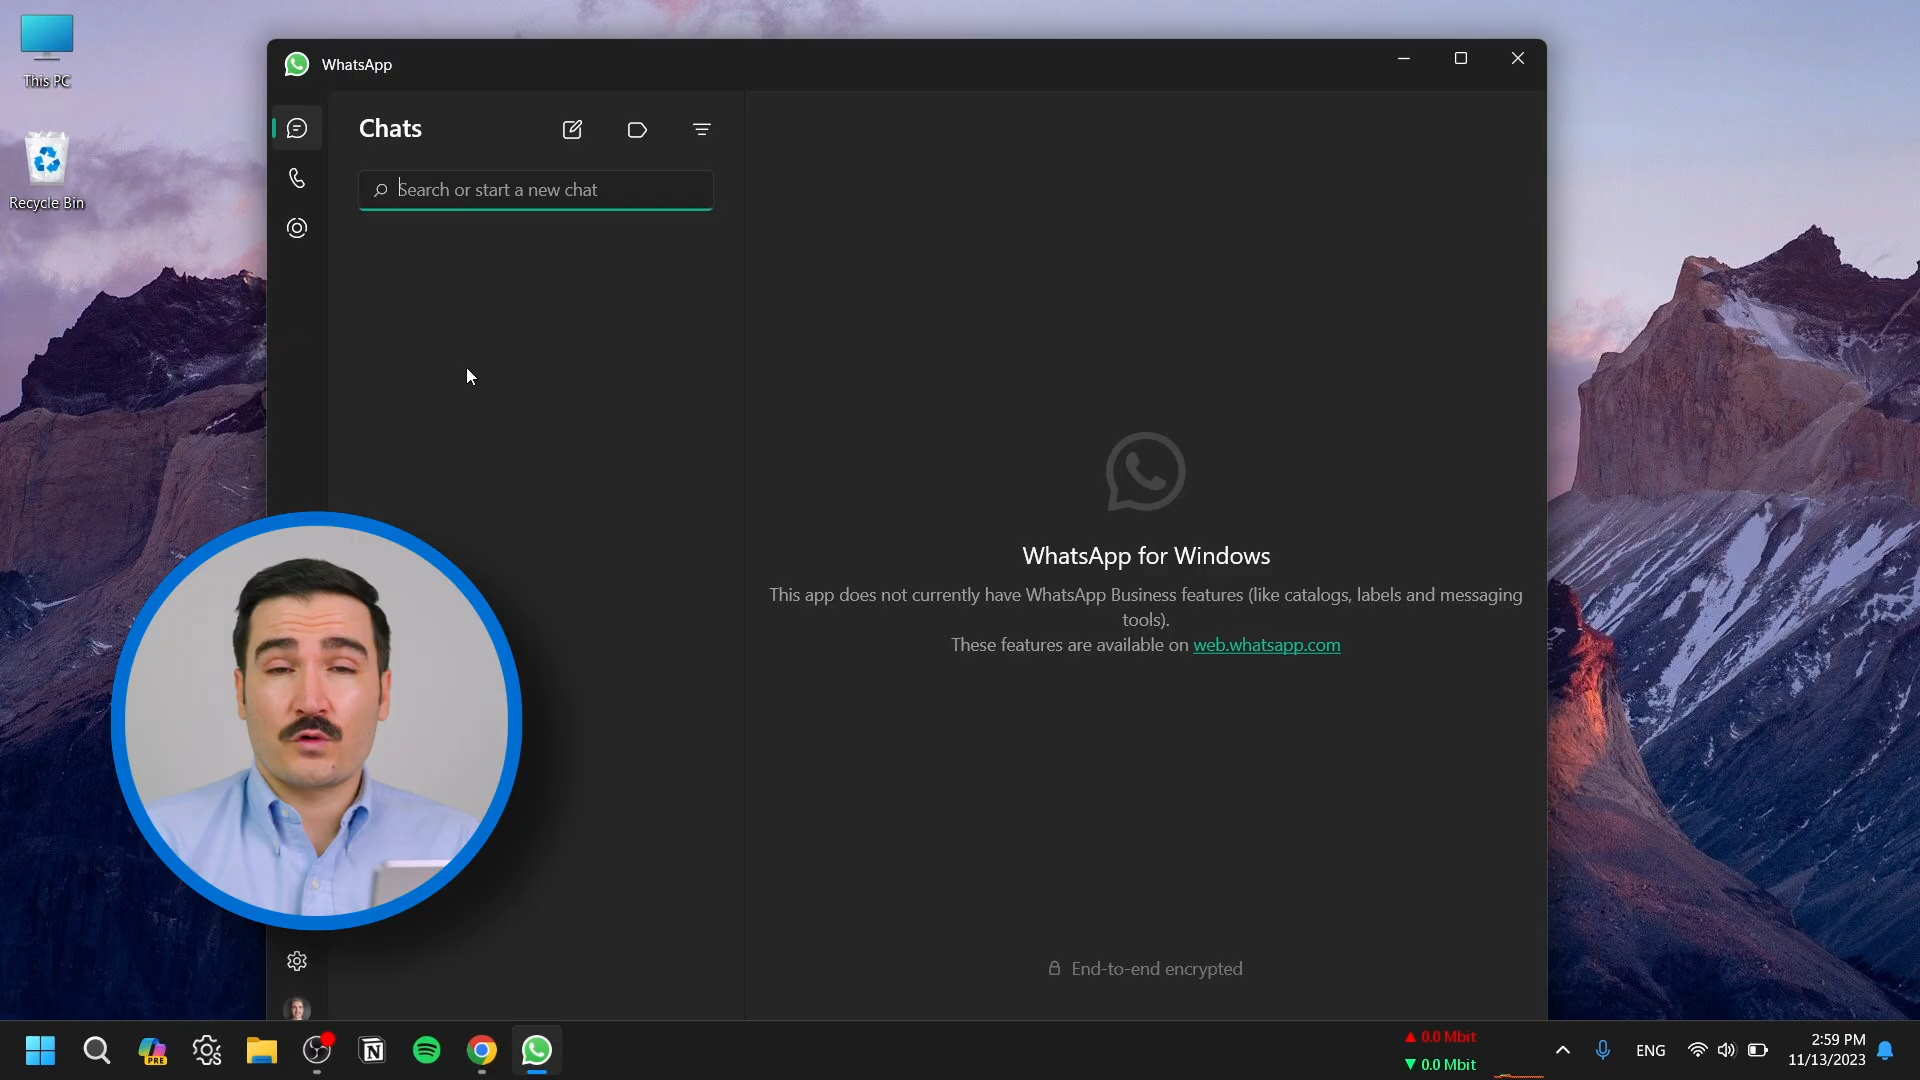 This PC
Recycle Bin
WhatsApp
Chats
Search or start a new chat
WhatsApp for Windows
This app does not currently have WhatsApp Business features (like catalogs, labels and messaging
tools).
These features are available on web.whatsapp.com
End-to-end encrypted
PRE
N
▲ 0.0 Mbit
▼ 0.0 Mbit
ENG
2:59 PM
11/13/2023